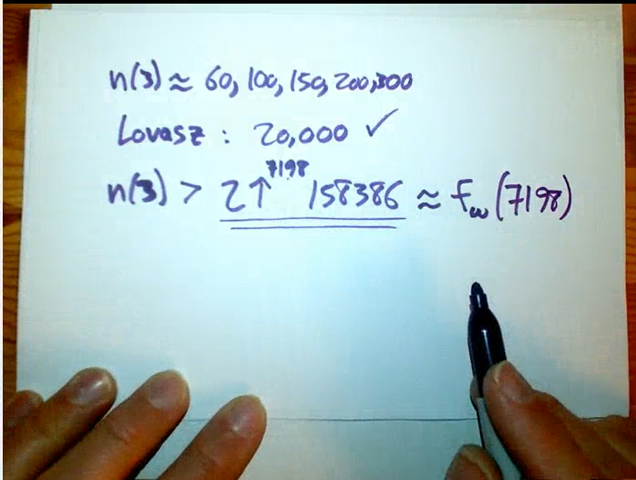 n(3) ≈ 60, 100, 150, 200, 300
Lovasz : 20,000 ✓
n(3) > 2↑^7198 158386 ≈ f_ω(7198)